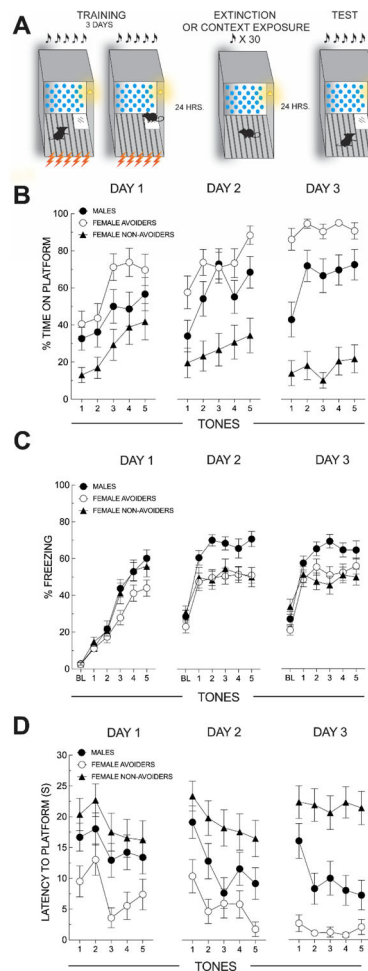 A
TRAINING
3 DAYS
EXTINCTION
OR CONTEXT EXPOSURE
♪ X 30
TEST
24 HRS.
24 HRS.
B
DAY 1
DAY 2
DAY 3
MALES
FEMALE AVOIDERS
FEMALE NON-AVOIDERS
% TIME ON PLATFORM
100
80
60
40
20
0
1 2 3 4 5
1 2 3 4 5
1 2 3 4 5
TONES
C
DAY 1
DAY 2
DAY 3
MALES
FEMALE AVOIDERS
FEMALE NON-AVOIDERS
% FREEZING
100
80
60
40
20
0
BL 1 2 3 4 5
BL 1 2 3 4 5
BL 1 2 3 4 5
TONES
D
DAY 1
DAY 2
DAY 3
MALES
FEMALE AVOIDERS
FEMALE NON-AVOIDERS
LATENCY TO PLATFORM (S)
30
25
20
15
10
5
0
1 2 3 4 5
1 2 3 4 5
1 2 3 4 5
TONES